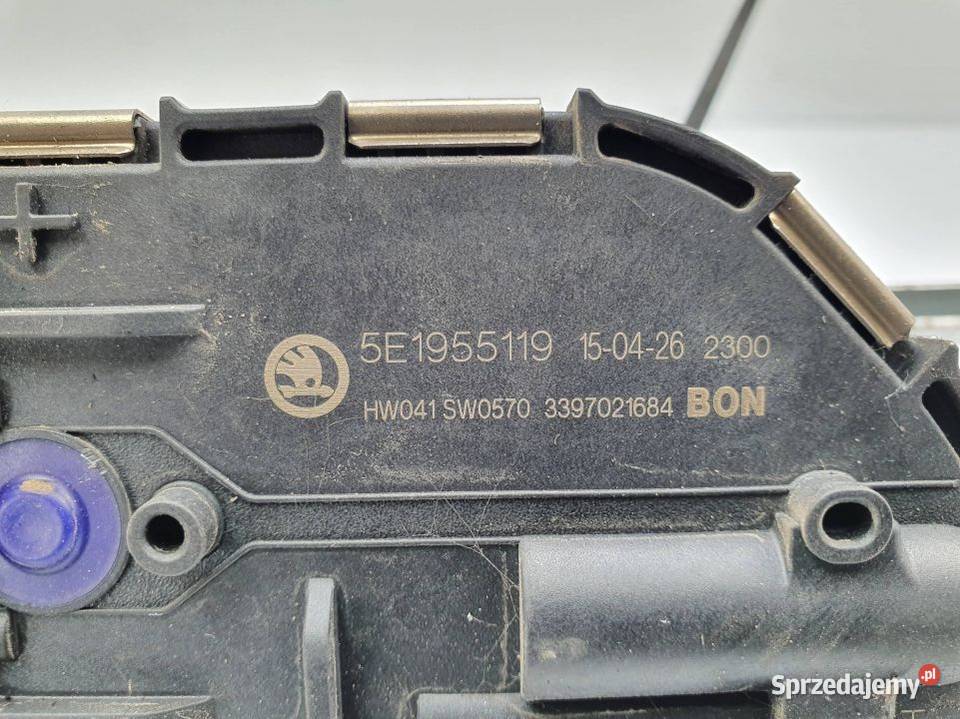 5E1955119 15-04-26 2300
HW041 SW0570 3397021684 BON
Sprzedajemy.pl